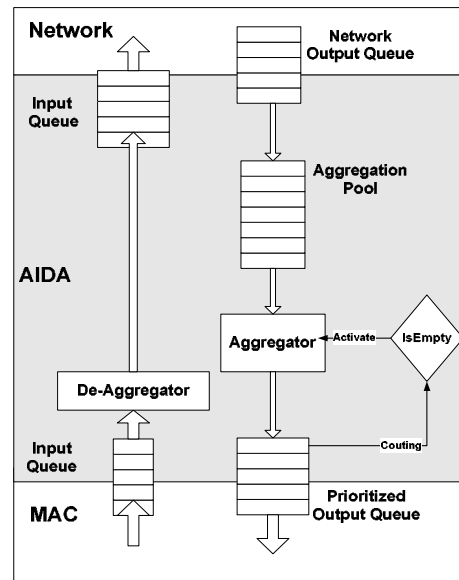 Network
Network
Output Queue
Input
Queue
Aggregation
Pool
AIDA
Aggregator
Activate
IsEmpty
De-Aggregator
Input
Queue
Couting
MAC
Prioritized
Output Queue